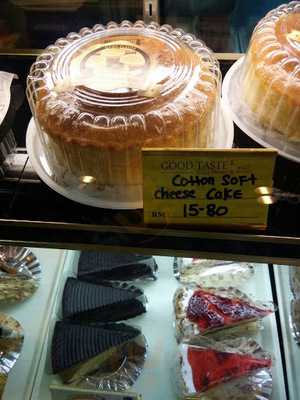 GOOD TASTE
Cotton Soft
cheese cake
RM 15-80